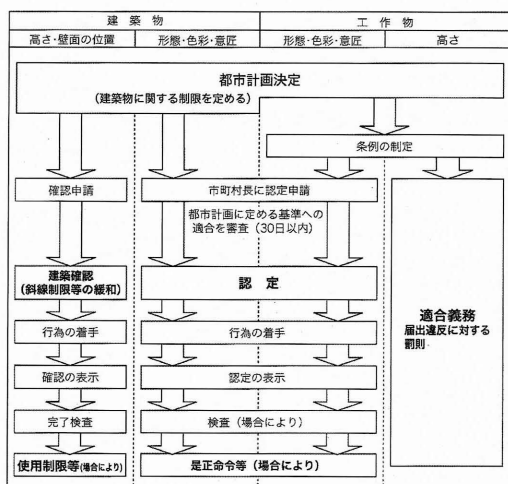 建築物
工作物
高さ・壁面の位置
形態・色彩・意匠
形態・色彩・意匠
高さ
都市計画決定
(建築物に関する制限を定める)
条例の制定
確認申請
市町村長に認定申請
都市計画に定める基準への
適合を審査(30日以内)
建築確認
(斜線制限等の緩和)
認 定
適合義務
届出違反に対する
罰則
行為の着手
行為の着手
確認の表示
認定の表示
完了検査
検査(場合により)
使用制限等(場合により)
是正命令等(場合により)